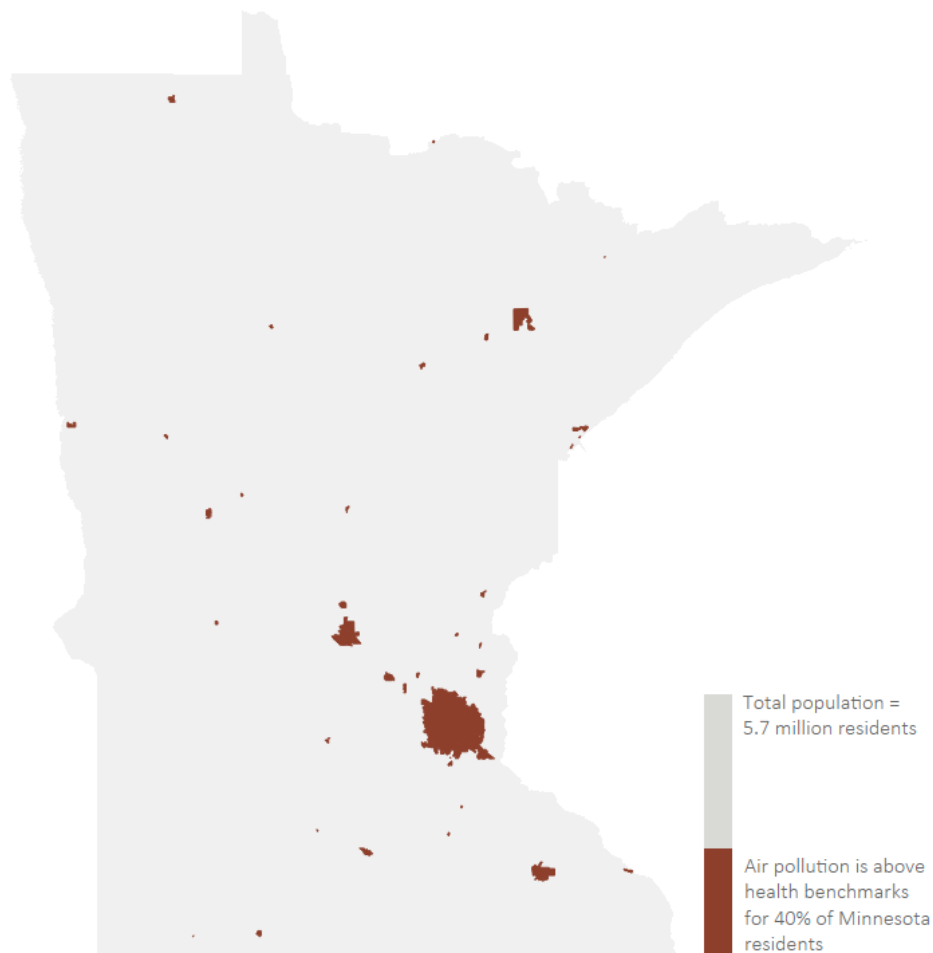 Total population =
5.7 million residents
Air pollution is above
health benchmarks
for 40% of Minnesota
residents